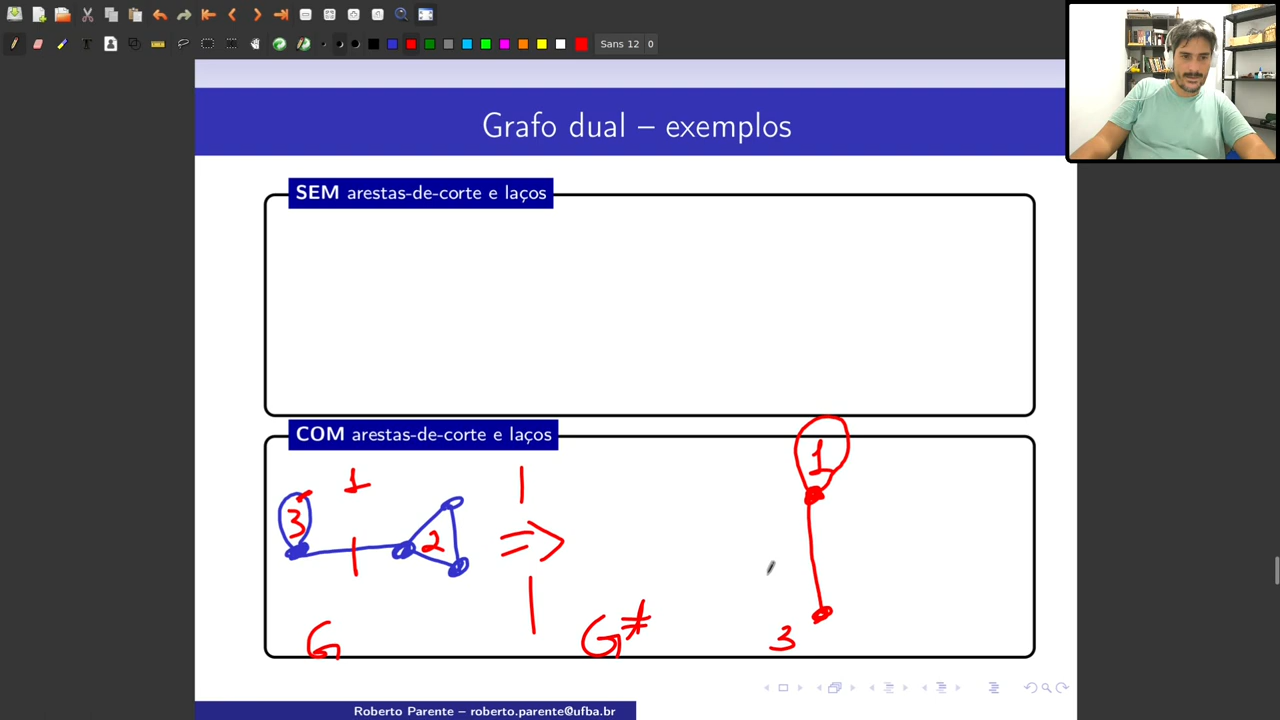 Sans 12 0
Grafo dual – exemplos
SEM arestas-de-corte e laços
COM arestas-de-corte e laços
1
1
3
2
⇒
G
G*
3
Roberto Parente – roberto.parente@ufba.br